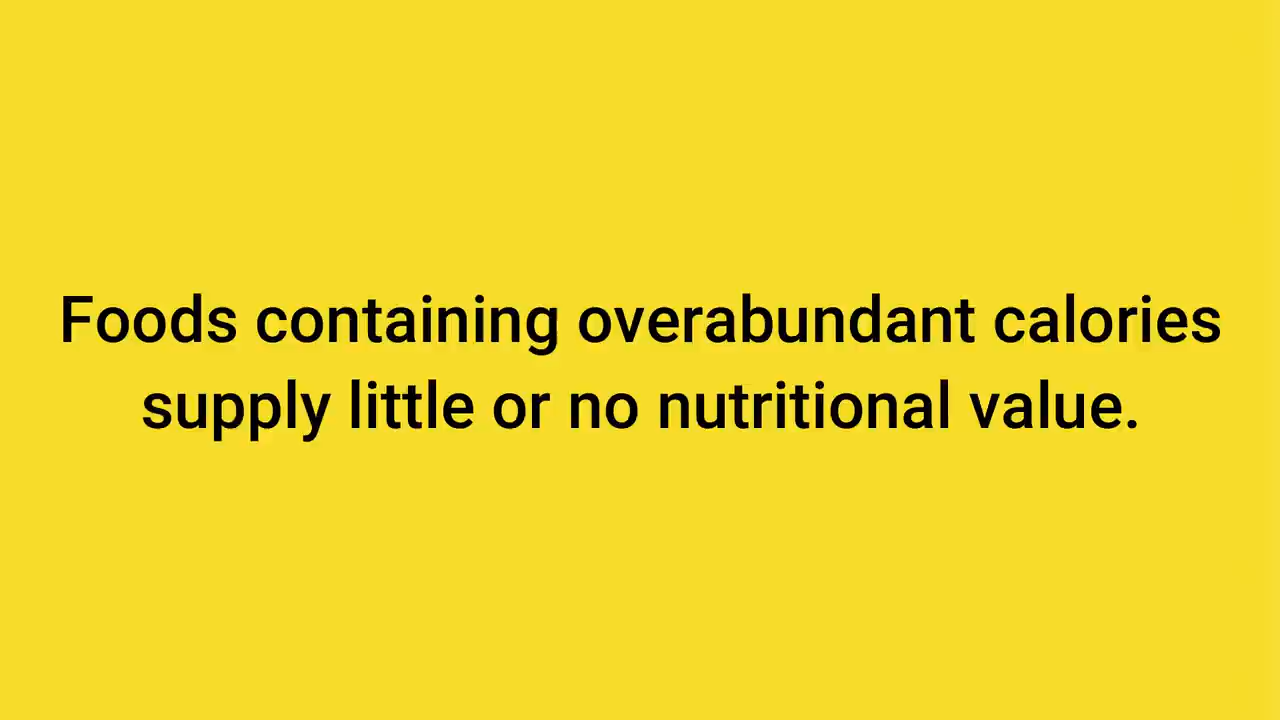 Foods containing overabundant calories
supply little or no nutritional value.